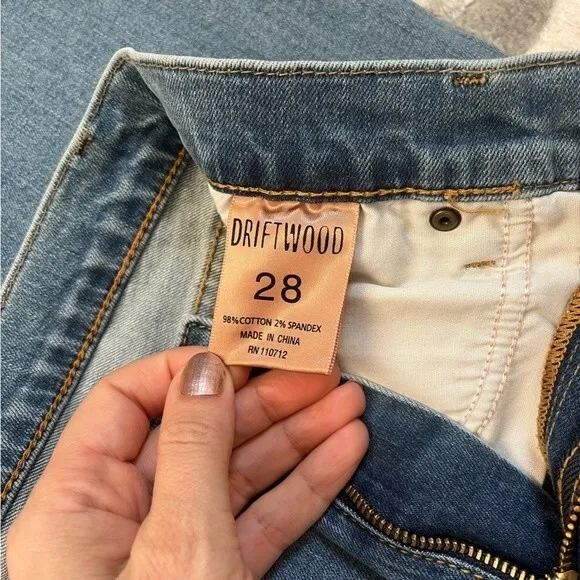 DRIFTWOOD
28
98% COTTON 2% SPANDEX
MADE IN CHINA
RN 110712